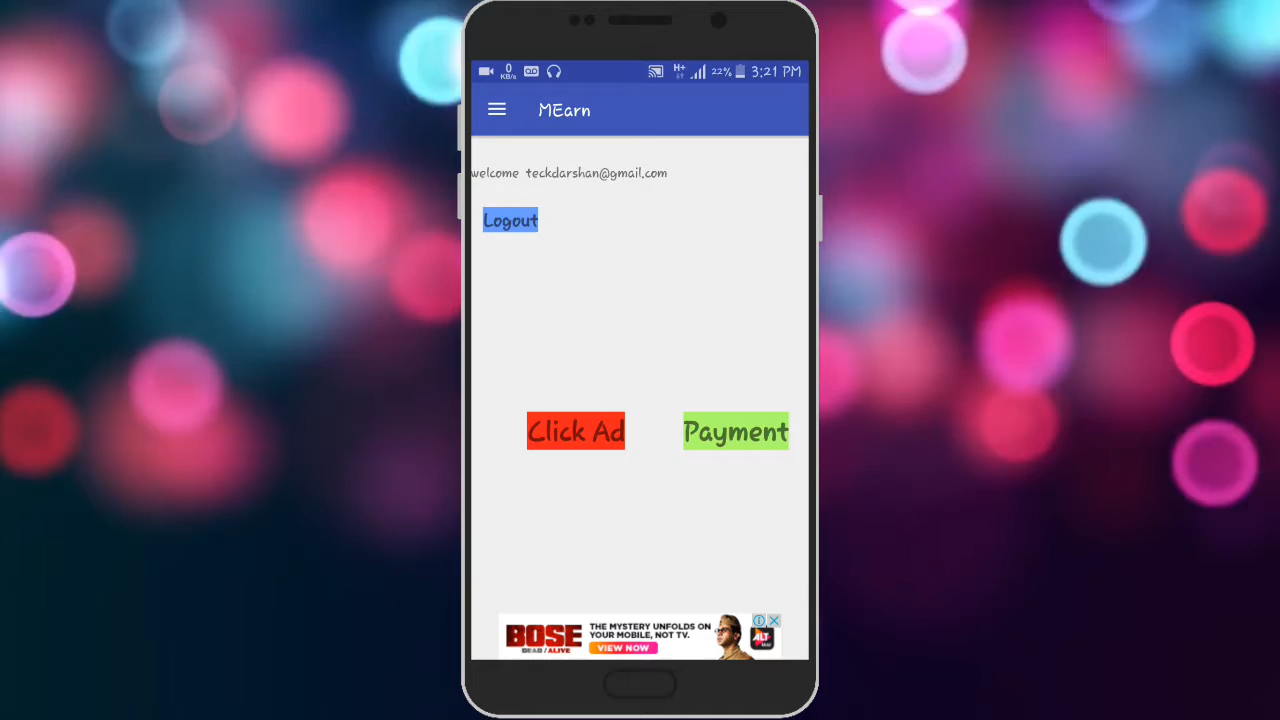 0
KB/s
H+
22%
3:21 PM
MEarn
welcome teckdarshan@gmail.com
Logout
Click Ad
Payment
BOSE
DEAD / ALIVE
THE MYSTERY UNFOLDS ON
YOUR MOBILE, NOT TV.
VIEW NOW
ALT